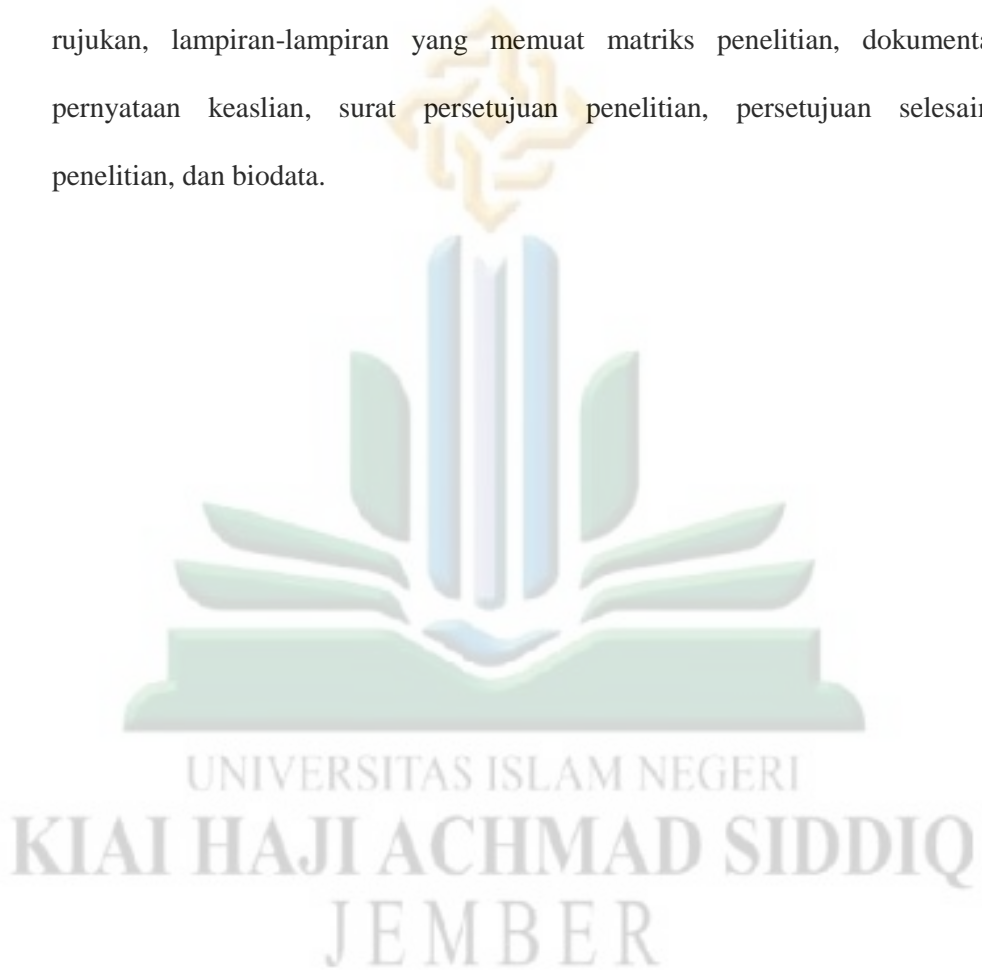 rujukan, lampiran-lampiran yang memuat matriks penelitian, dokumenta
pernyataan keaslian, surat persetujuan penelitian, persetujuan selesain
penelitian, dan biodata.
UNIVERSITAS ISLAM NEGERI
KIAI HAJI ACHMAD SIDDIQ
JEMBER